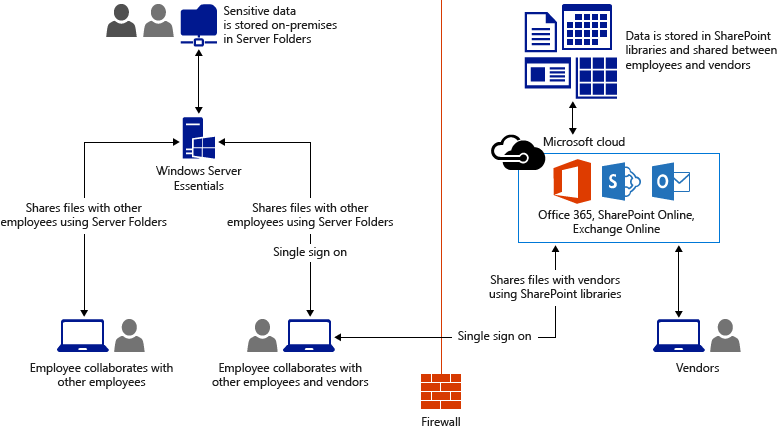 Sensitive data
is stored on-premises
in Server Folders
Data is stored in SharePoint
libraries and shared between
employees and vendors
Microsoft cloud
Windows Server
Essentials
S
O
Office 365, SharePoint Online,
Exchange Online
Shares files with other
employees using Server Folders
Shares files with other
employees using Server Folders
Single sign on
Shares files with vendors
using SharePoint libraries
Single sign on
Employee collaborates with
other employees
Employee collaborates with
other employees and vendors
Vendors
Firewall